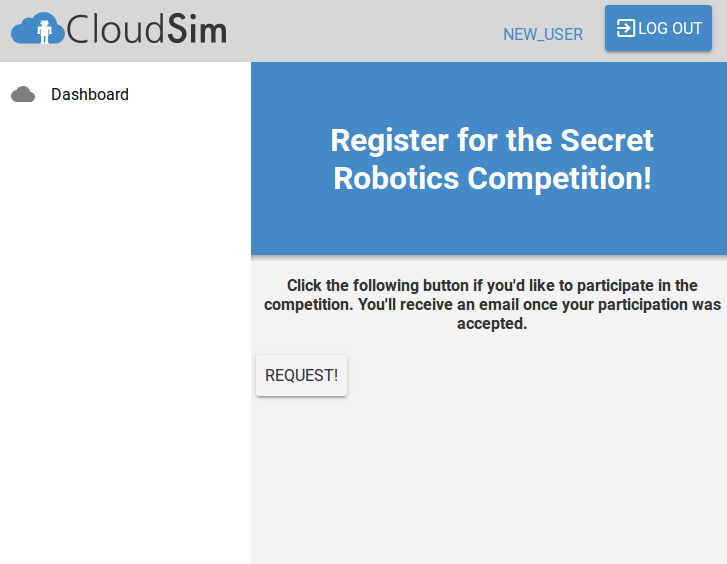 CloudSim
NEW_USER
LOG OUT
Dashboard
Register for the Secret
Robotics Competition!
Click the following button if you'd like to participate in the
competition. You'll receive an email once your participation was
accepted.
REQUEST!